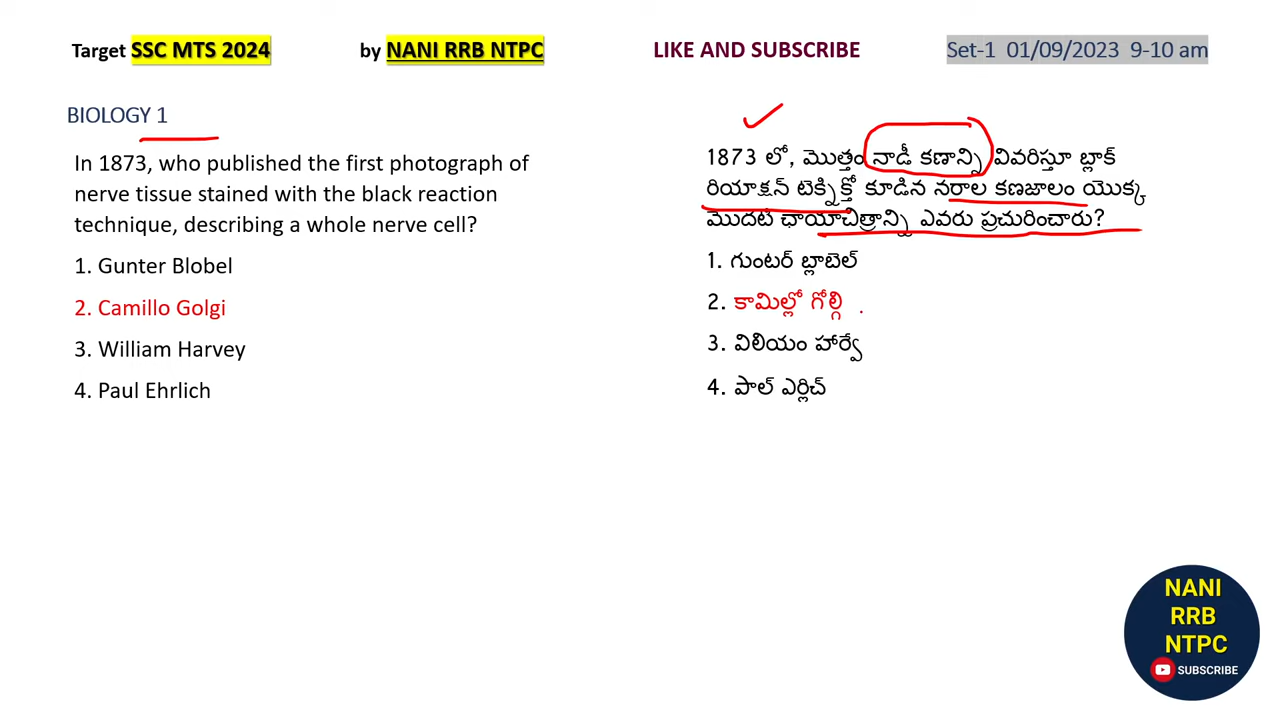 Target SSC MTS 2024 by NANI RRB NTPC LIKE AND SUBSCRIBE Set-1 01/09/2023 9-10 am
BIOLOGY 1
In 1873, who published the first photograph of
nerve tissue stained with the black reaction
technique, describing a whole nerve cell?
1. Gunter Blobel
2. Camillo Golgi
3. William Harvey
4. Paul Ehrlich
1873 లో, మొత్తం నాడీ కణాన్ని వివరిస్తూ బ్లాక్
రియాక్షన్ టెక్నిక్తో కూడిన నరాల కణజాలం యొక్క
మొదటి ఛాయాచిత్రాన్ని ఎవరు ప్రచురించారు?
1. గుంటర్ బ్లాబెల్
2. కామిల్లో గోల్గి .
3. విలియం హార్వే
4. పాల్ ఎర్లిచ్
NANI
RRB
NTPC
SUBSCRIBE